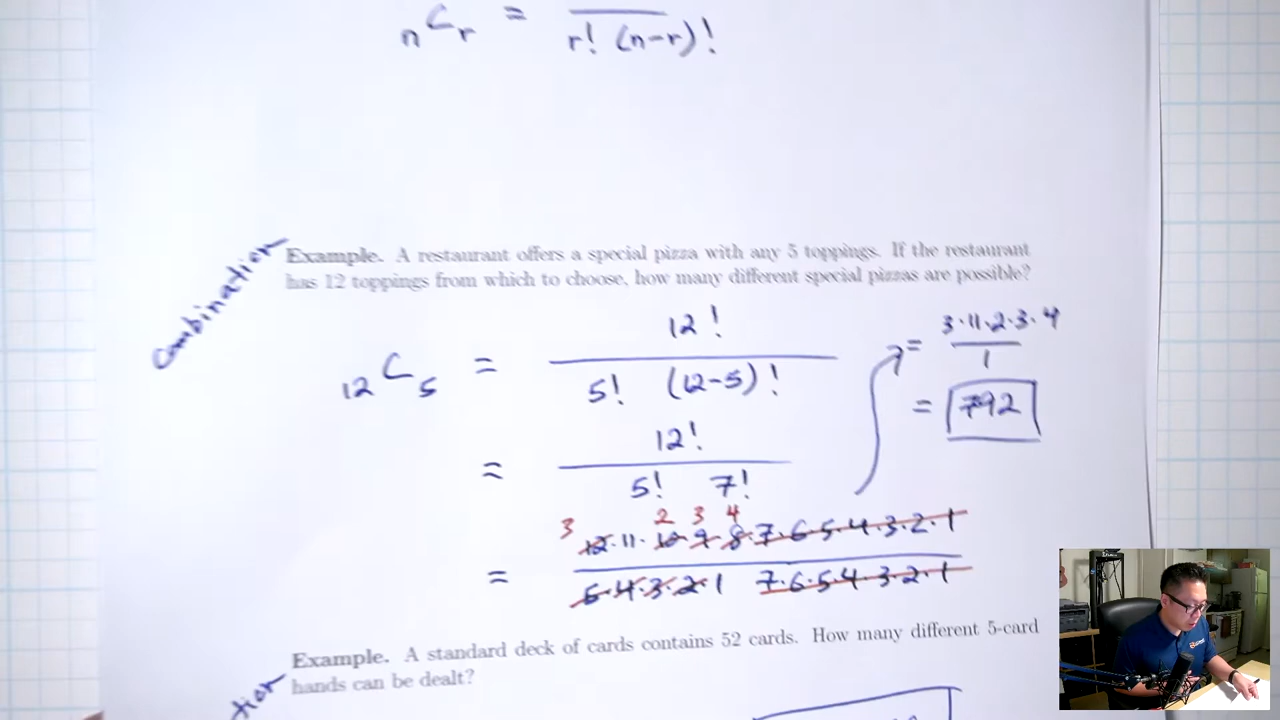 nCr =
r! (n-r)!
Combination
Example. A restaurant offers a special pizza with any 5 toppings. If the restaurant
has 12 toppings from which to choose, how many different special pizzas are possible?
12C5 = 12!
5! (12-5)!
= 3·11·2·3·4
1
= 792
= 12!
5! 7!
3 2 3 4
= 12·11·10·9·8·7·6·5·4·3·2·1
5·4·3·2·1 7·6·5·4·3·2·1
Example. A standard deck of cards contains 52 cards. How many different 5-card
hands can be dealt?